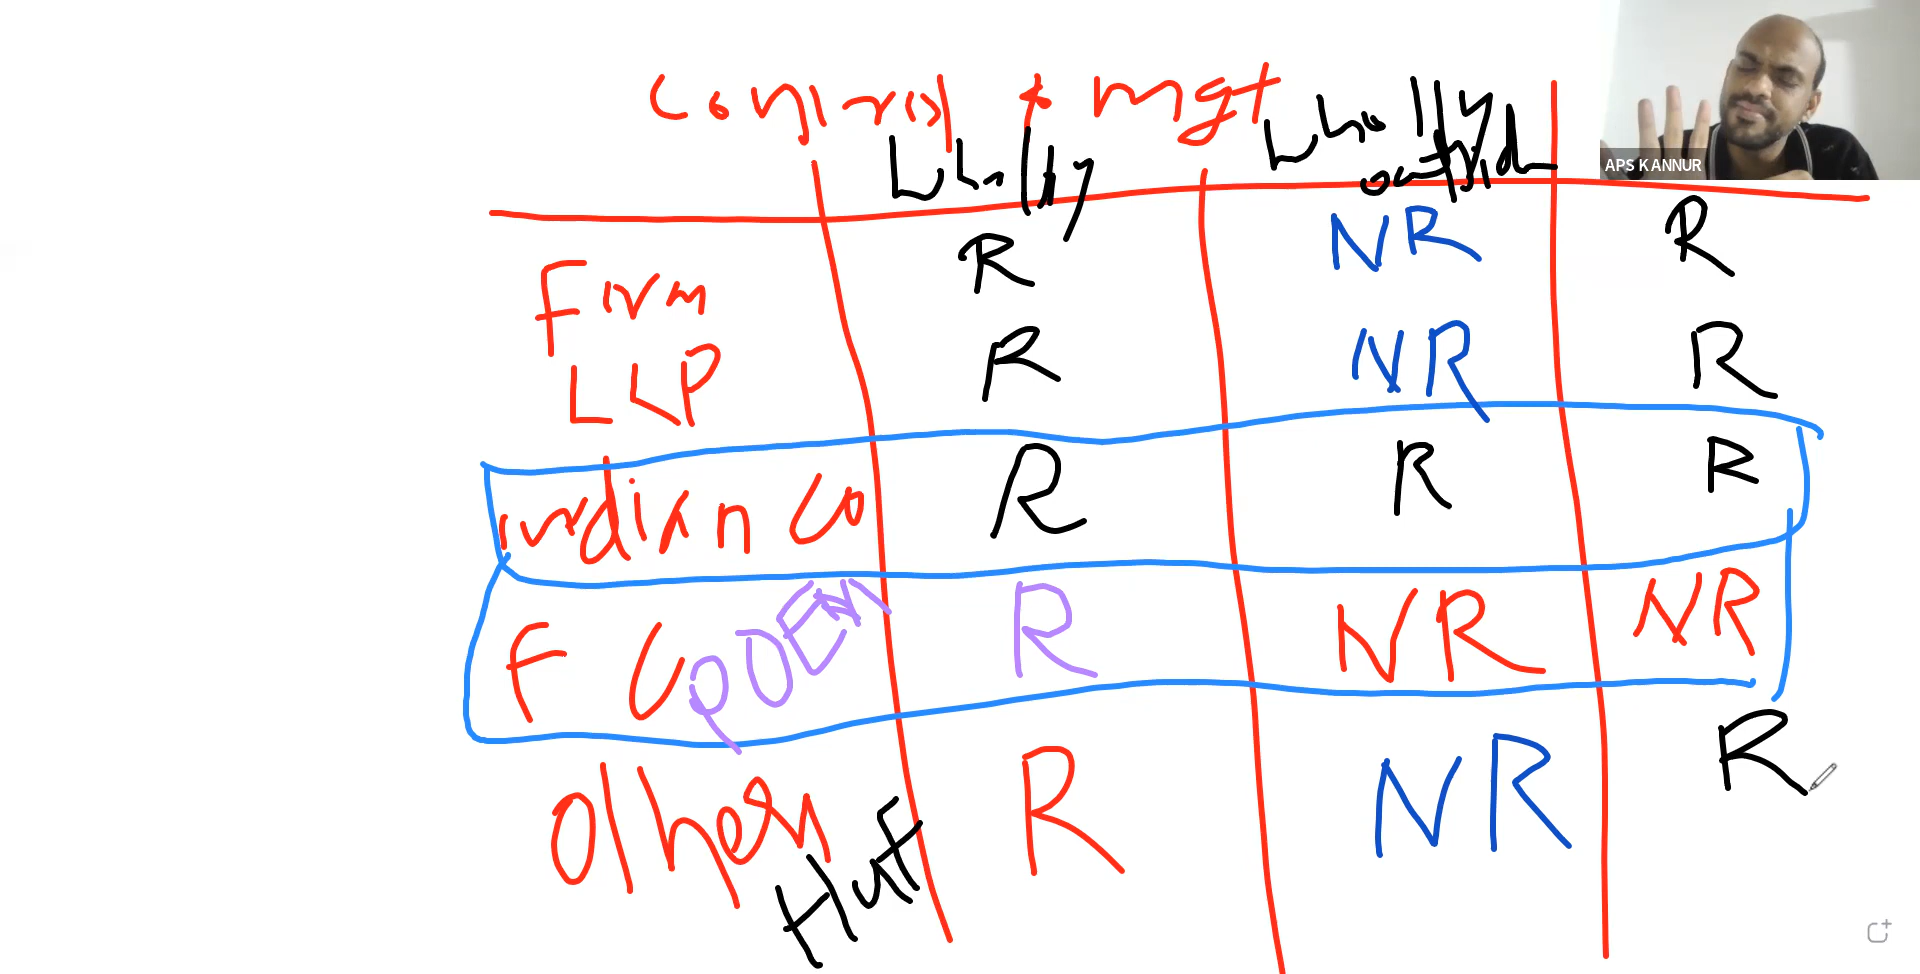 Control & mgt
Wholly Wholly outside
APS KANNUR
Firm R NR R
LLP R NR R
Indian Co R R R
F C POEM R NR NR
Others HUF R NR R